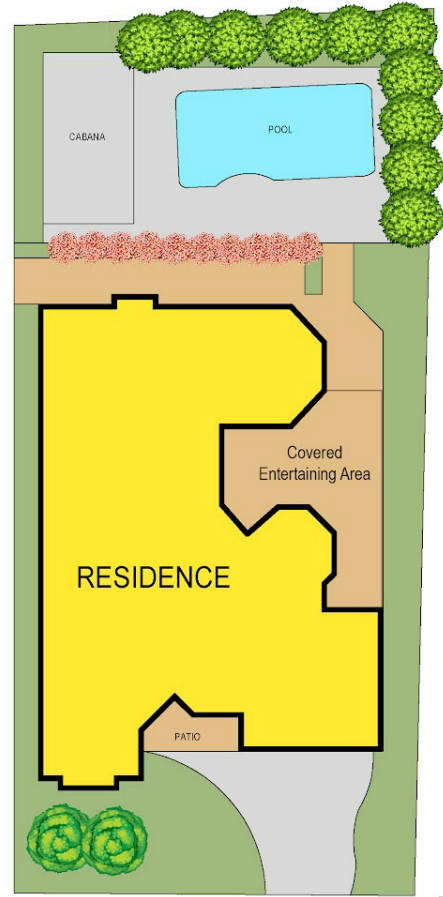 CABANA
POOL
Covered
Entertaining Area
RESIDENCE
PATIO